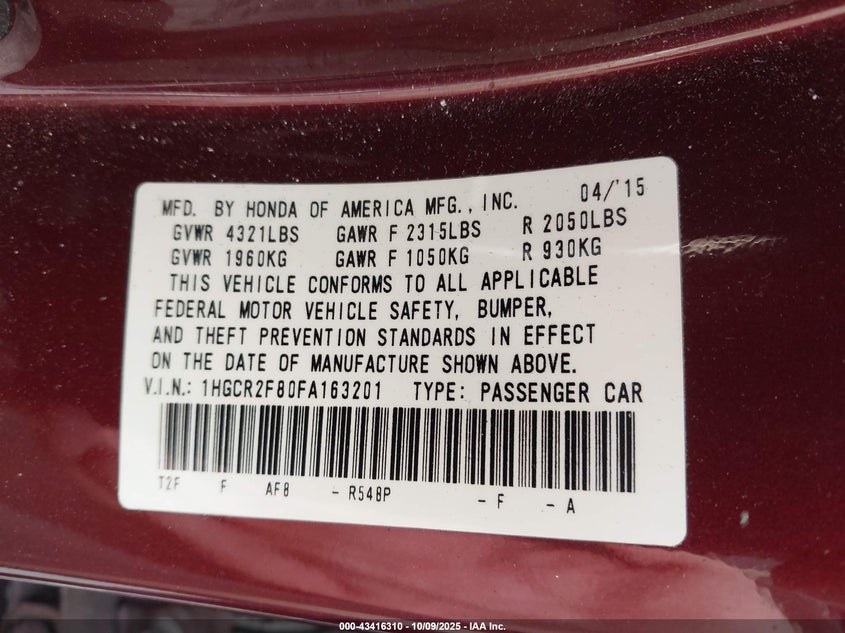 MFD. BY HONDA OF AMERICA MFG., INC. 04/'15
GVWR 4321LBS GAWR F 2315LBS R 2050LBS
GVWR 1960KG GAWR F 1050KG R 930KG
THIS VEHICLE CONFORMS TO ALL APPLICABLE
FEDERAL MOTOR VEHICLE SAFETY, BUMPER,
AND THEFT PREVENTION STANDARDS IN EFFECT
ON THE DATE OF MANUFACTURE SHOWN ABOVE.
V.I.N.: 1HGCR2F80FA163201 TYPE: PASSENGER CAR
T2F F AF8 - R548P - F - A
000-43416310 - 10/09/2025 - IAA Inc.